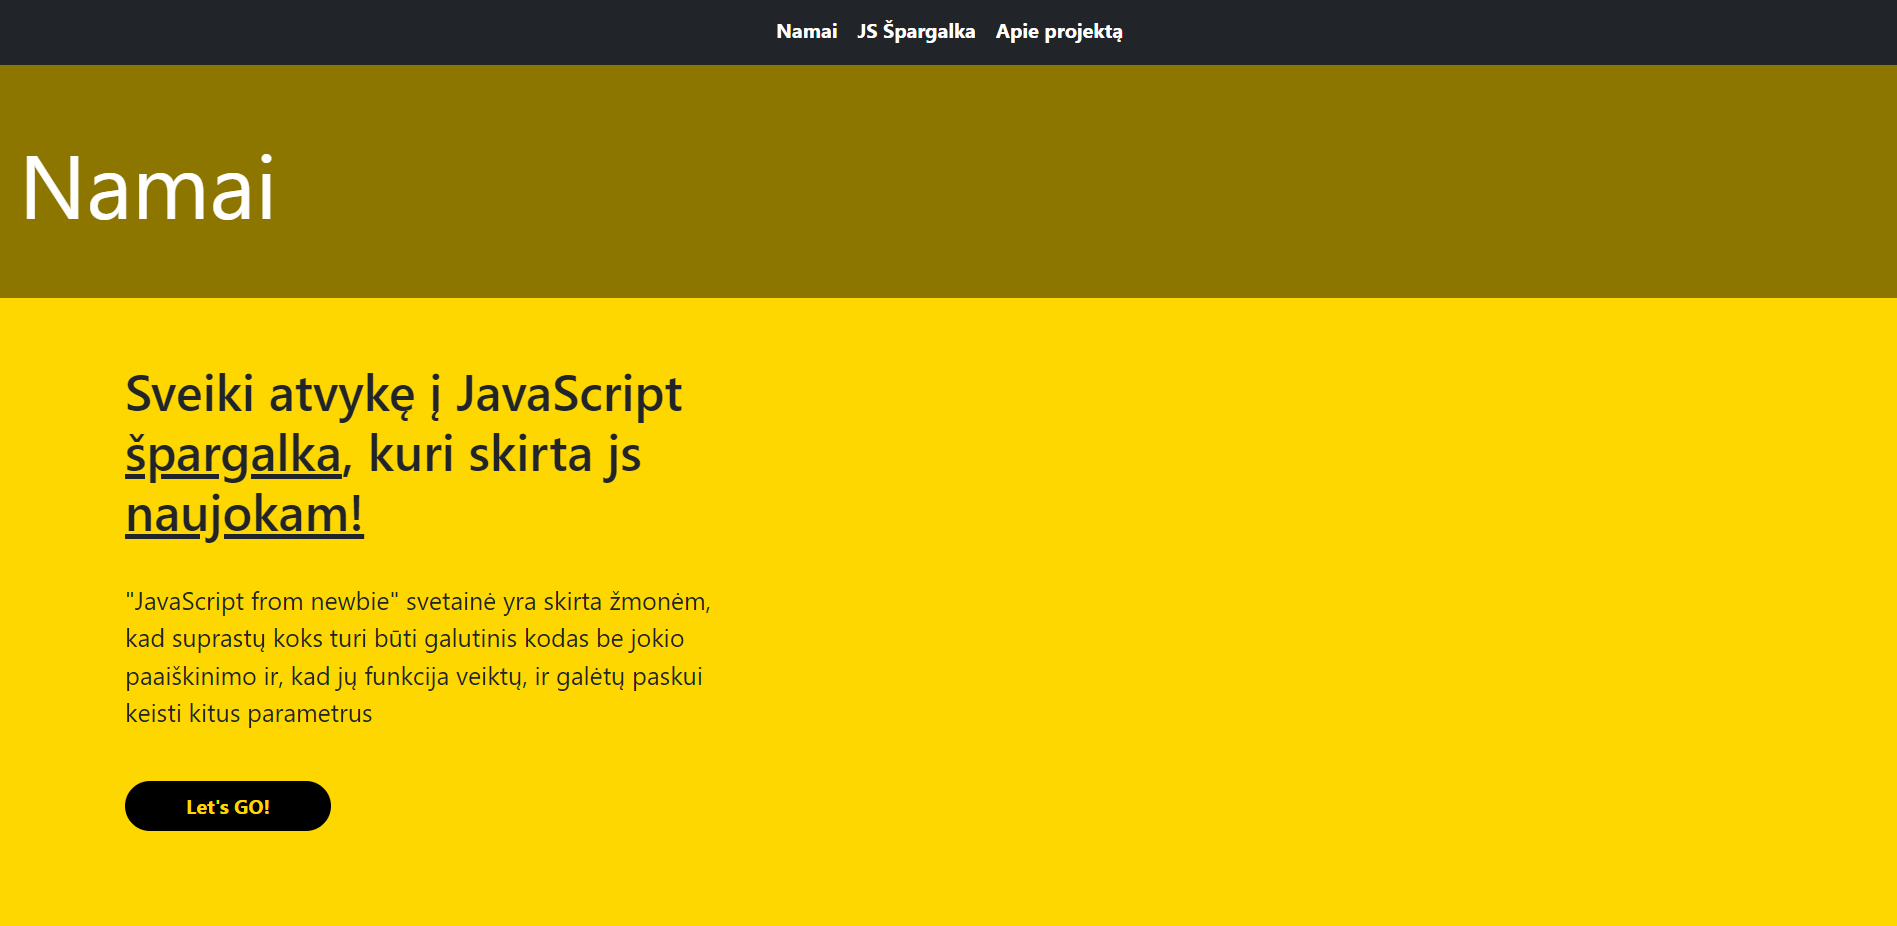 Namai JS Špargalka Apie projektą
Namai
Sveiki atvykę į JavaScript
špargalka, kuri skirta js
naujokam!
"JavaScript from newbie" svetainė yra skirta žmonėm,
kad suprastų koks turi būti galutinis kodas be jokio
paaiškinimo ir, kad jų funkcija veiktų, ir galėtų paskui
keisti kitus parametrus
Let's GO!